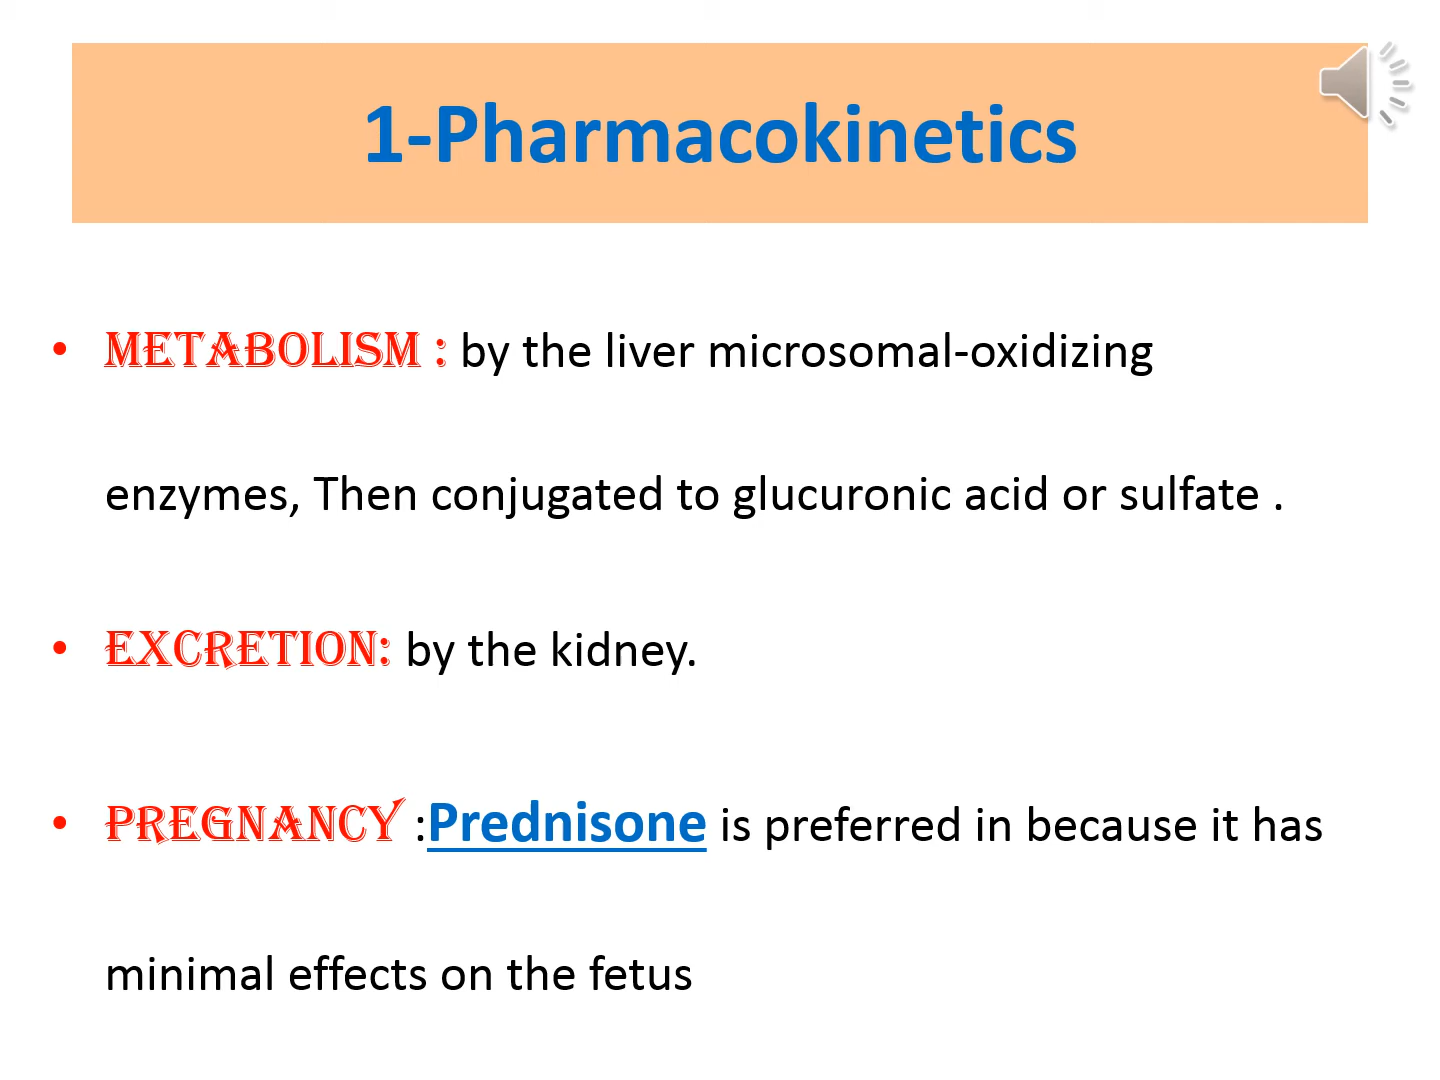 1-Pharmacokinetics
• METABOLISM : by the liver microsomal-oxidizing
enzymes, Then conjugated to glucuronic acid or sulfate .
• EXCRETION: by the kidney.
• PREGNANCY :Prednisone is preferred in because it has
minimal effects on the fetus